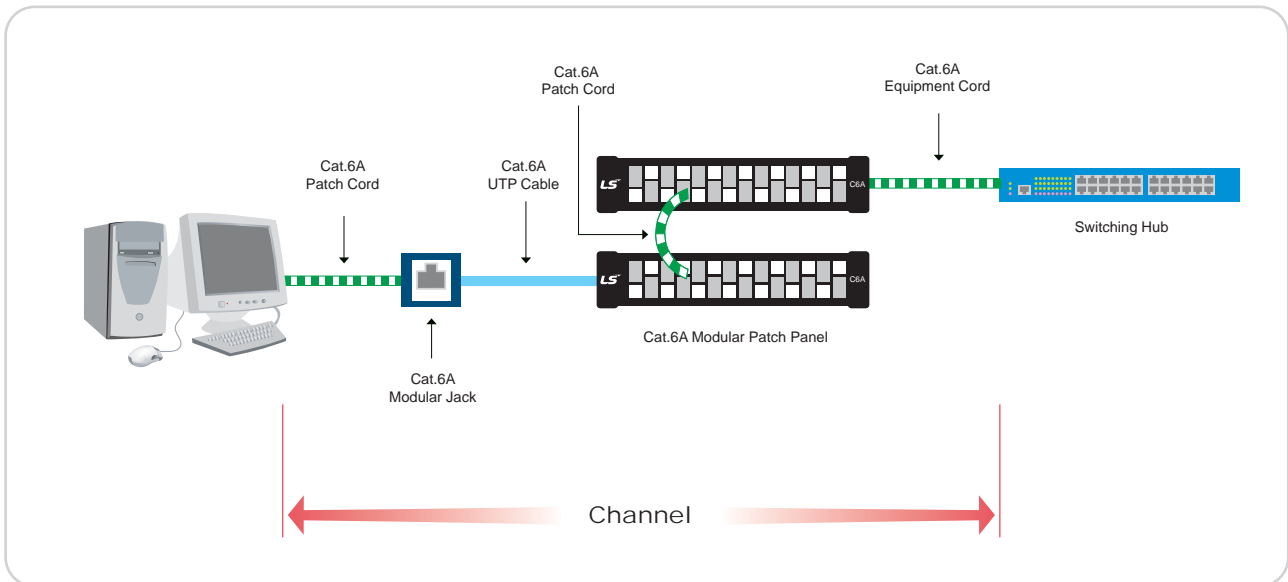 Cat.6A
Patch Cord
Cat.6A
Equipment Cord
Cat.6A
Patch Cord
Cat.6A
UTP Cable
LS
C6A
Switching Hub
LS
C6A
Cat.6A Modular Patch Panel
Cat.6A
Modular Jack
Channel